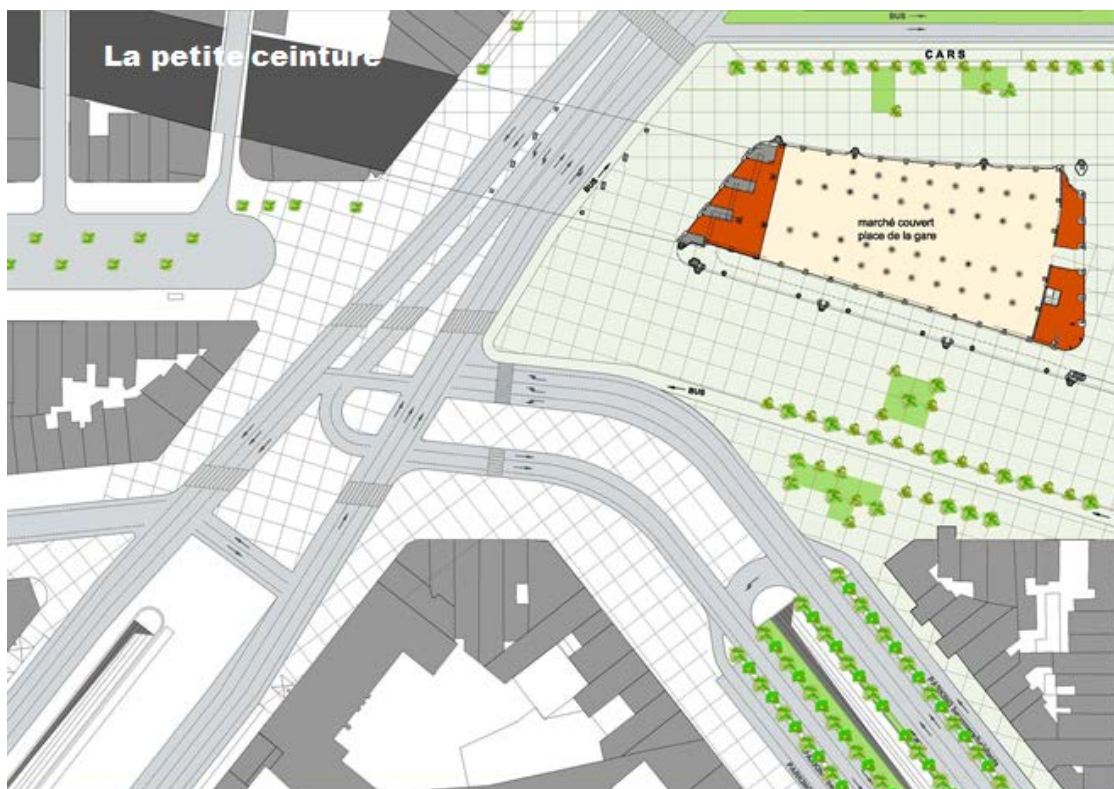 BUS
La petite ceinture
CARS
BUS
marché couvert
place de la gare
BUS